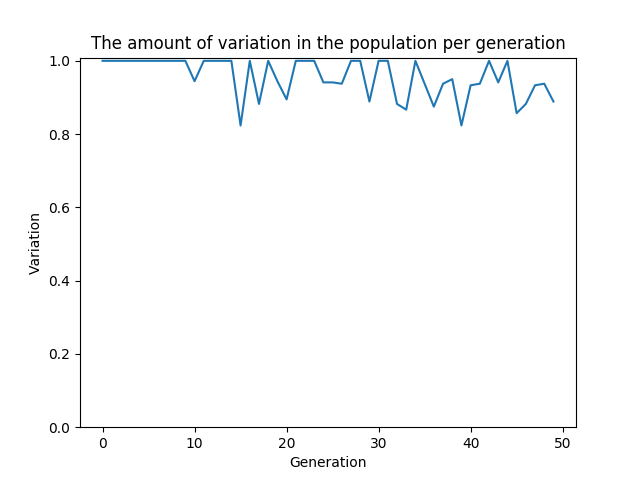 The amount of variation in the population per generation
1.0
0.8
0.6
0.4
0.2
0.0
Variation
0 10 20 30 40 50
Generation